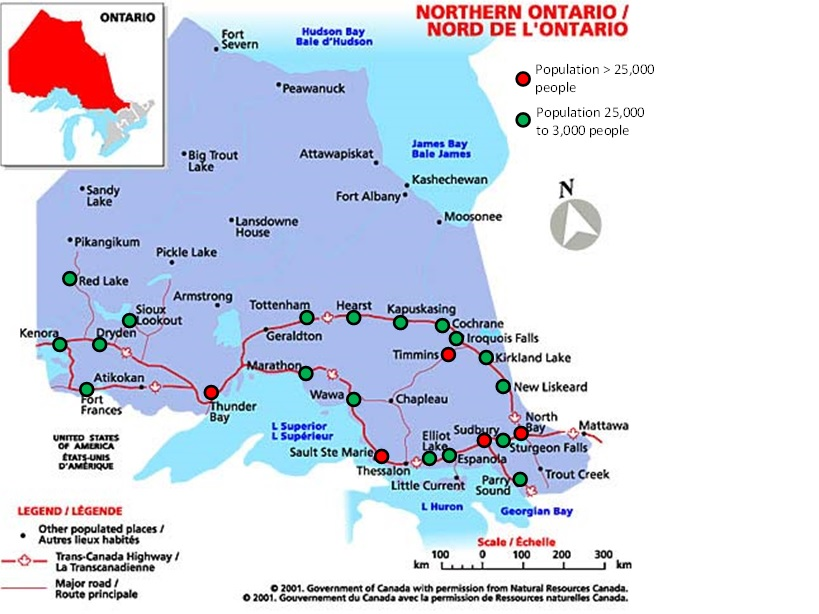 ONTARIO
NORTHERN ONTARIO /
NORD DE L'ONTARIO
Population > 25,000
people
Population 25,000
to 3,000 people
Hudson Bay
Baie d'Hudson
Fort
Severn
Peawanuck
James Bay
Baie James
Big Trout
Lake
Attawapiskat
Kashechewan
Fort Albany
Sandy
Lake
N
Lansdowne
House
Moosonee
Pikangikum
Pickle Lake
Red Lake
Armstrong
Sioux
Lookout
Tottenham
Hearst
Kapuskasing
Cochrane
Kenora
Dryden
Geraldton
Iroquois Falls
Timmins
Kirkland Lake
Marathon
Atikokan
New Liskeard
Fort
Frances
Thunder
Bay
Wawa
Chapleau
North
Bay
Mattawa
L Superior
L Supérieur
Elliot
Lake
Sudbury
Sturgeon Falls
UNITED STATES
OF AMERICA
ÉTATS-UNIS
D'AMÉRIQUE
Sault Ste Marie
Thessalon
Espanola
Trout Creek
Little Current
Parry
Sound
L Huron
Georgian Bay
LEGEND / LÉGENDE
Other populated places /
Autres lieux habités
Trans-Canada Highway /
La Transcanadienne
Major road /
Route principale
Scale / Échelle
km 100 0 100 200 300 km
© 2001. Government of Canada with permission from Natural Resources Canada.
© 2001. Gouvernement du Canada avec la permission de Ressources naturelles Canada.